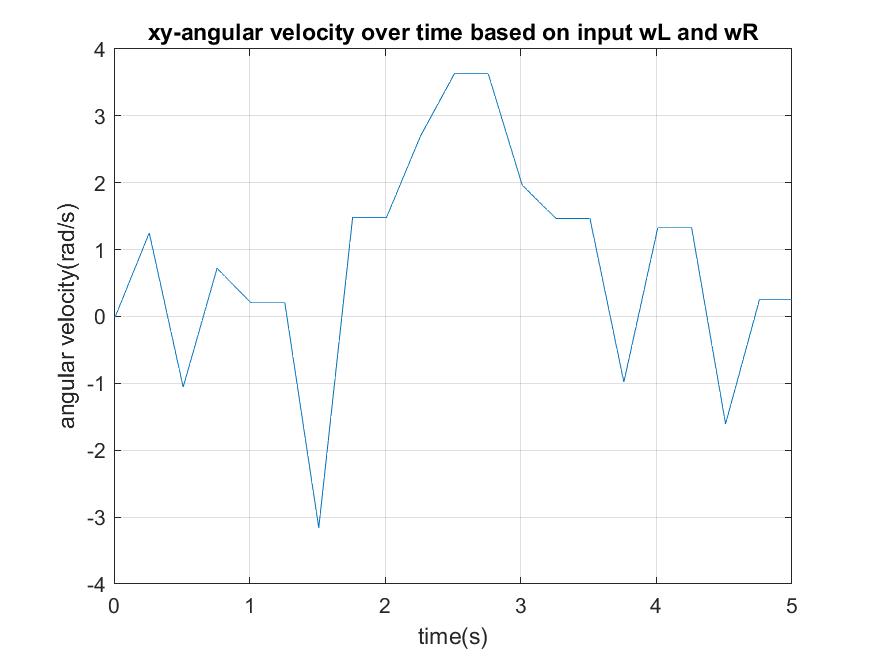 xy-angular velocity over time based on input wL and wR
4
3
2
1
0
-1
-2
-3
-4
angular velocity(rad/s)
0 1 2 3 4 5
time(s)